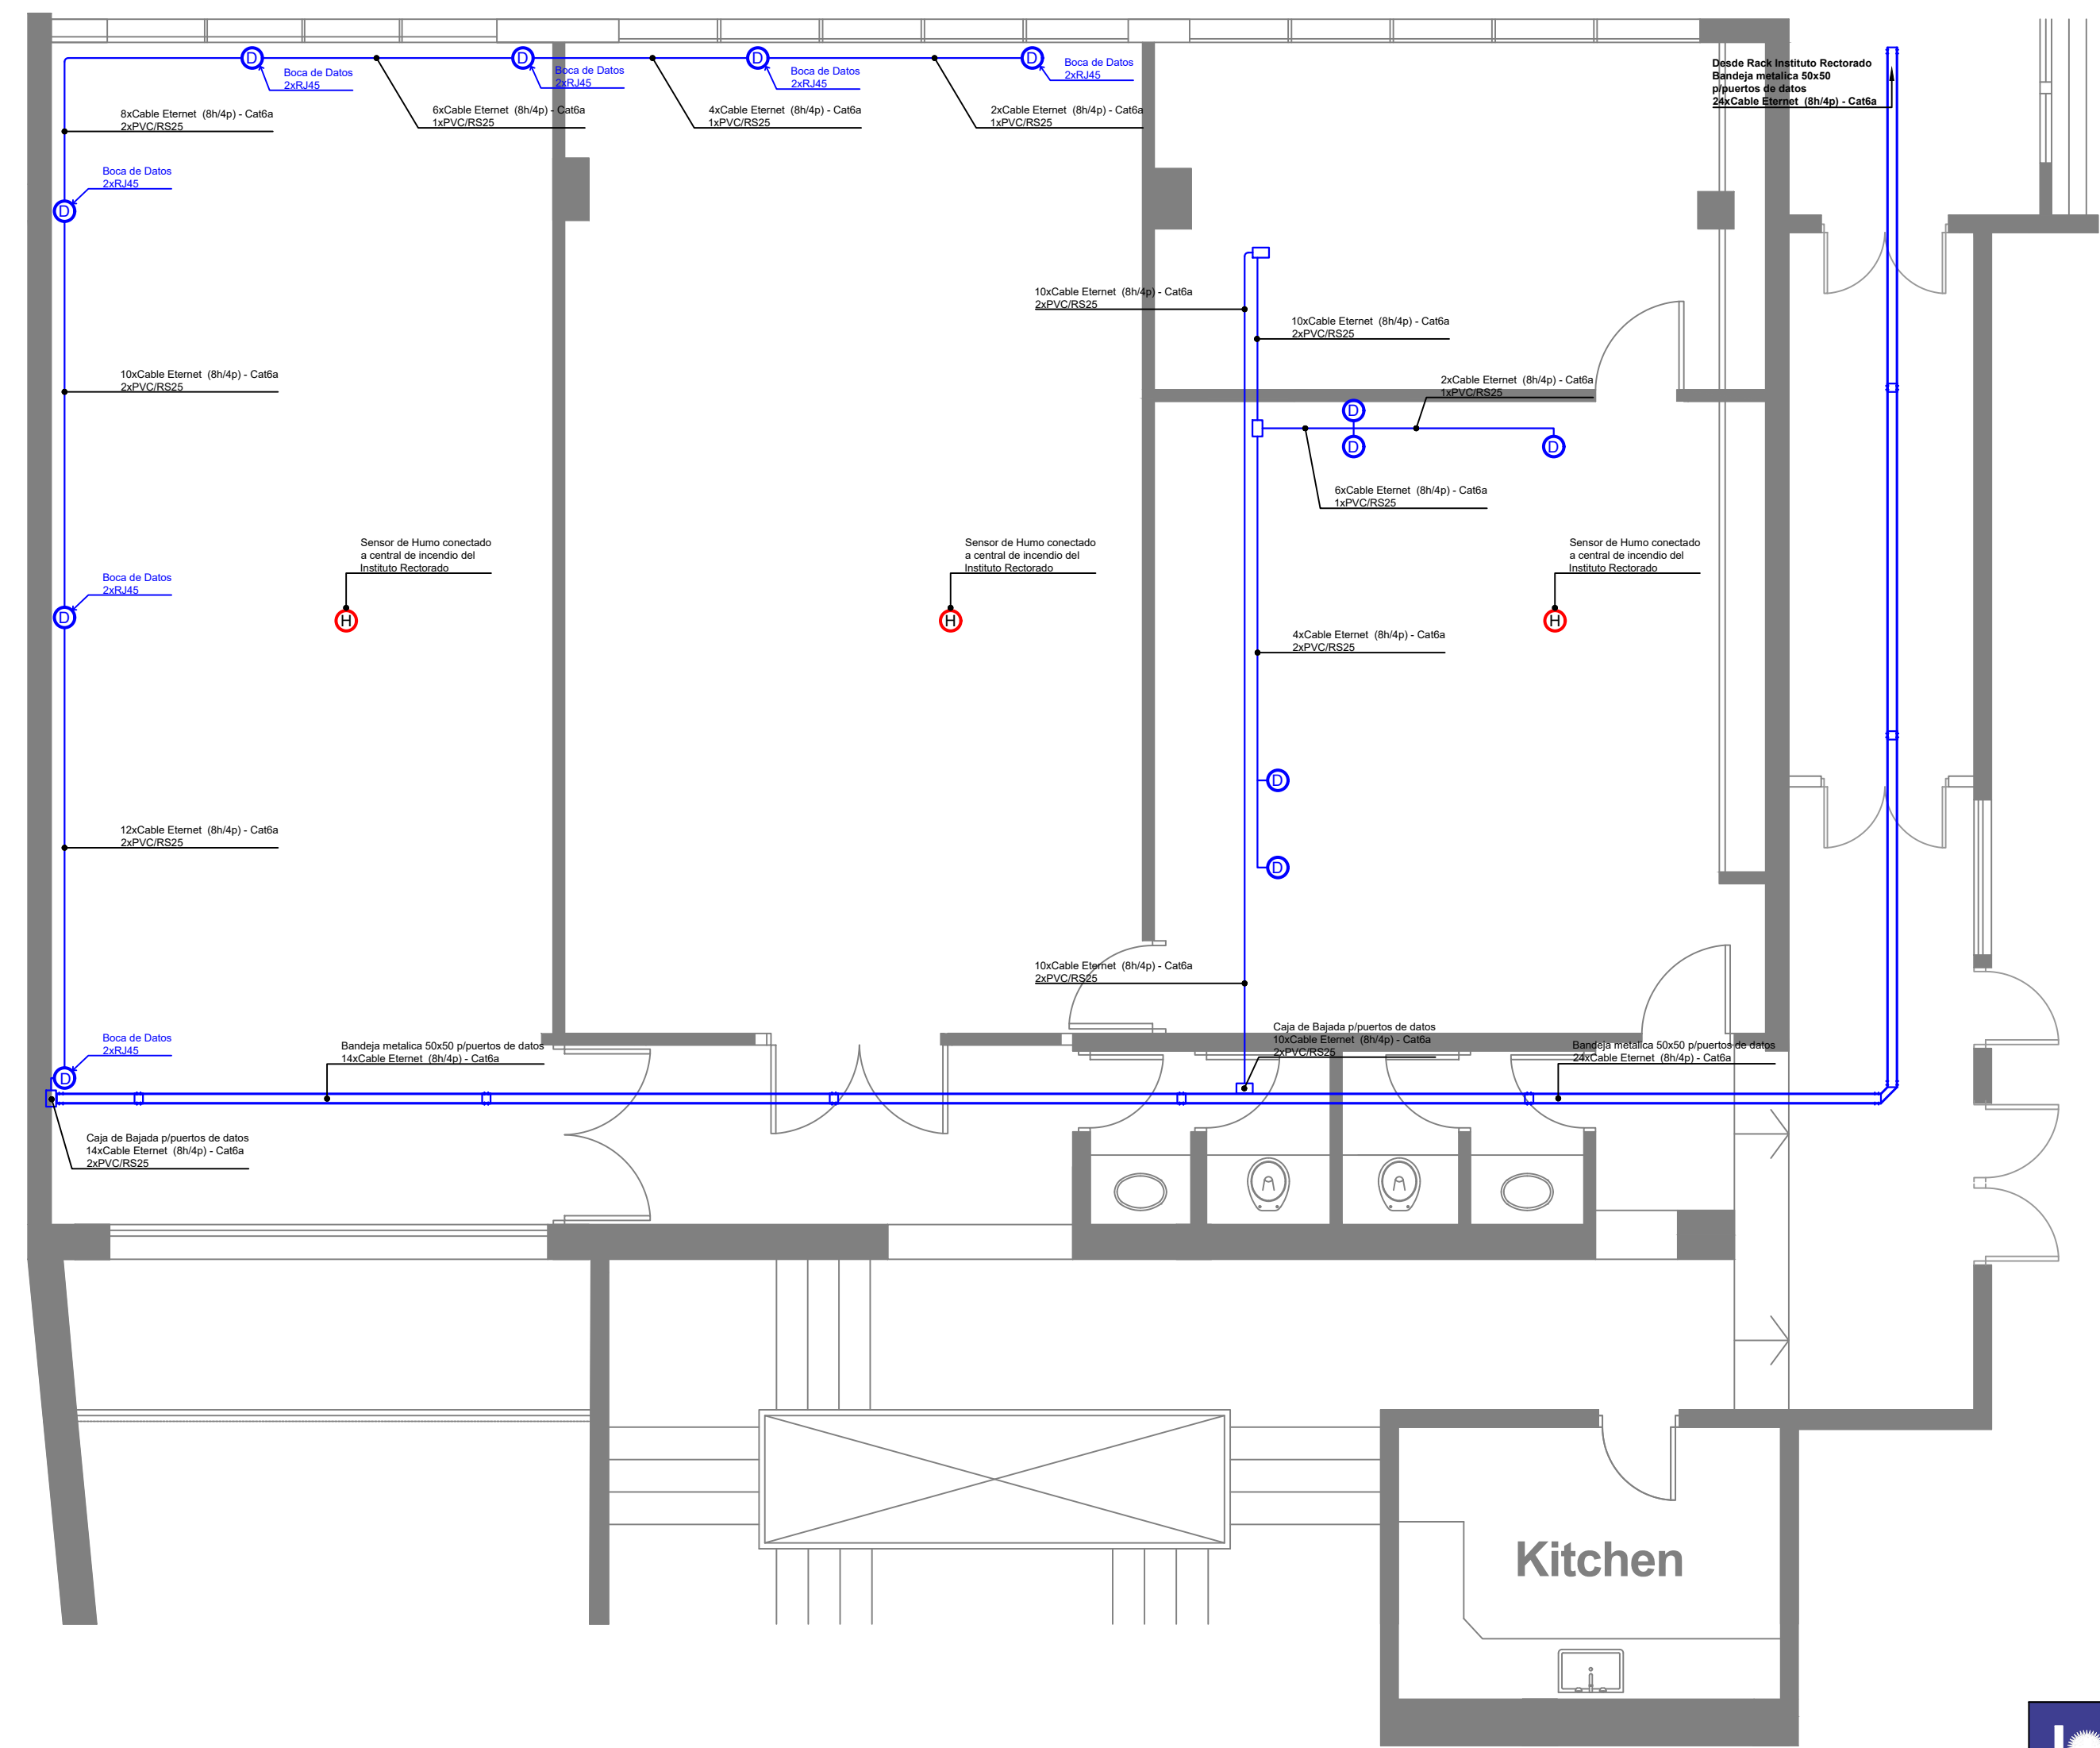 Desde Rack Instituto Rectorado
Bandeja metalica 50x50
p/puertos de datos
24xCable Eternet (8h/4p) - Cat6a
D
D
D
D
Boca de Datos
2xRJ45
Boca de Datos
2xRJ45
Boca de Datos
2xRJ45
Boca de Datos
2xRJ45
8xCable Eternet (8h/4p) - Cat6a
2xPVC/RS25
6xCable Eternet (8h/4p) - Cat6a
1xPVC/RS25
4xCable Eternet (8h/4p) - Cat6a
1xPVC/RS25
2xCable Eternet (8h/4p) - Cat6a
1xPVC/RS25
Boca de Datos
2xRJ45
D
10xCable Eternet (8h/4p) - Cat6a
2xPVC/RS25
10xCable Eternet (8h/4p) - Cat6a
2xPVC/RS25
10xCable Eternet (8h/4p) - Cat6a
2xPVC/RS25
2xCable Eternet (8h/4p) - Cat6a
1xPVC/RS25
D
D
D
6xCable Eternet (8h/4p) - Cat6a
1xPVC/RS25
Sensor de Humo conectado
a central de incendio del
Instituto Rectorado
H
Sensor de Humo conectado
a central de incendio del
Instituto Rectorado
H
Sensor de Humo conectado
a central de incendio del
Instituto Rectorado
H
Boca de Datos
2xRJ45
D
4xCable Eternet (8h/4p) - Cat6a
2xPVC/RS25
D
12xCable Eternet (8h/4p) - Cat6a
2xPVC/RS25
D
10xCable Eternet (8h/4p) - Cat6a
2xPVC/RS25
Boca de Datos
2xRJ45
D
Bandeja metalica 50x50 p/puertos de datos
14xCable Eternet (8h/4p) - Cat6a
Caja de Bajada p/puertos de datos
10xCable Eternet (8h/4p) - Cat6a
2xPVC/RS25
Bandeja metalica 50x50 p/puertos de datos
24xCable Eternet (8h/4p) - Cat6a
Caja de Bajada p/puertos de datos
14xCable Eternet (8h/4p) - Cat6a
2xPVC/RS25
Kitchen